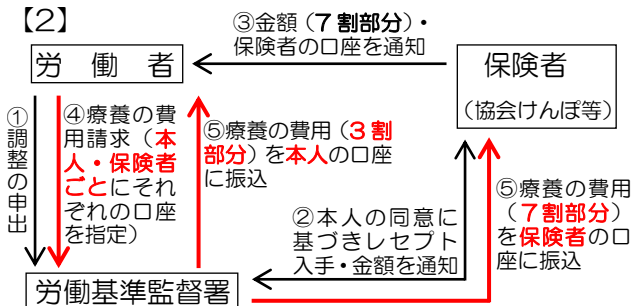 【2】
③金額（７割部分）・
保険者の口座を通知
労働者
保険者
（協会けんぽ等）
①調整の申出
④療養の費
用請求（本
人・保険者
ごとにそれ
ぞれの口座
を指定）
⑤療養の費用（３割
部分）を本人の口座
に振込
②本人の同意に
基づきレセプト
入手・金額を通知
⑤療養の費用
（７割部分）
を保険者の口
座に振込
労働基準監督署